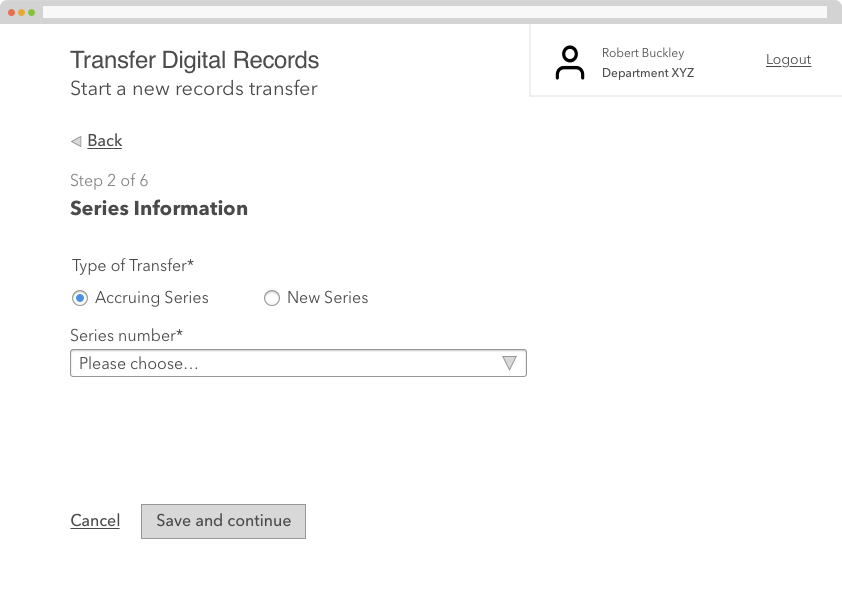 Transfer Digital Records
Start a new records transfer
Robert Buckley
Department XYZ
Logout
Back
Step 2 of 6
Series Information
Type of Transfer*
Accruing Series
New Series
Series number*
Please choose…
Cancel
Save and continue